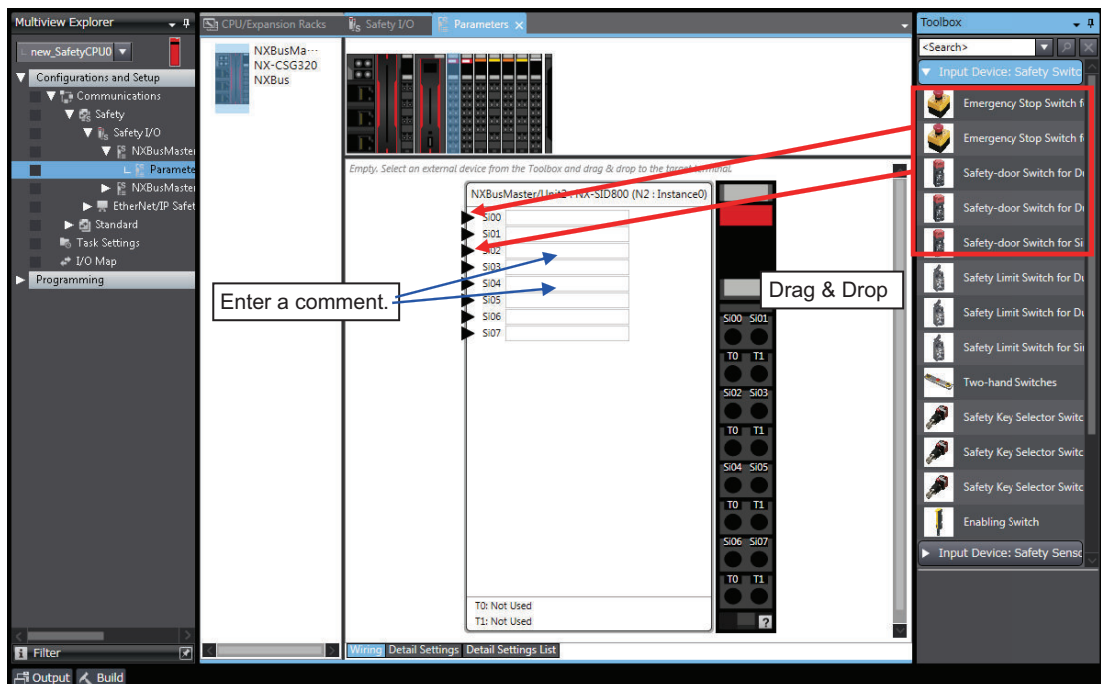 Multiview Explorer
new_SafetyCPU0
Configurations and Setup
Communications
Safety
Safety I/O
NXBusMaster
Paramete
NXBusMaster
EtherNet/IP Safet
Standard
Task Settings
I/O Map
Programming
Filter
Output
Build
CPU/Expansion Racks
Safety I/O
Parameters
NXBusMa...
NX-CSG320
NXBus
Empty. Select an external device from the Toolbox and drag & drop to the target terminal.
NXBusMaster/Unit2 : NX-SID800 (N2 : Instance0)
Si00
Si01
Si02
Si03
Si04
Si05
Si06
Si07
Enter a comment.
Drag & Drop
Si00 Si01
T0 T1
Si02 Si03
T0 T1
Si04 Si05
T0 T1
Si06 Si07
T0 T1
T0: Not Used
T1: Not Used
?
Wiring Detail Settings Detail Settings List
Toolbox
<Search>
Input Device: Safety Switc
Emergency Stop Switch f
Emergency Stop Switch f
Safety-door Switch for Du
Safety-door Switch for Du
Safety-door Switch for Si
Safety Limit Switch for Du
Safety Limit Switch for Du
Safety Limit Switch for Si
Two-hand Switches
Safety Key Selector Switc
Safety Key Selector Switc
Safety Key Selector Switc
Enabling Switch
Input Device: Safety Senso